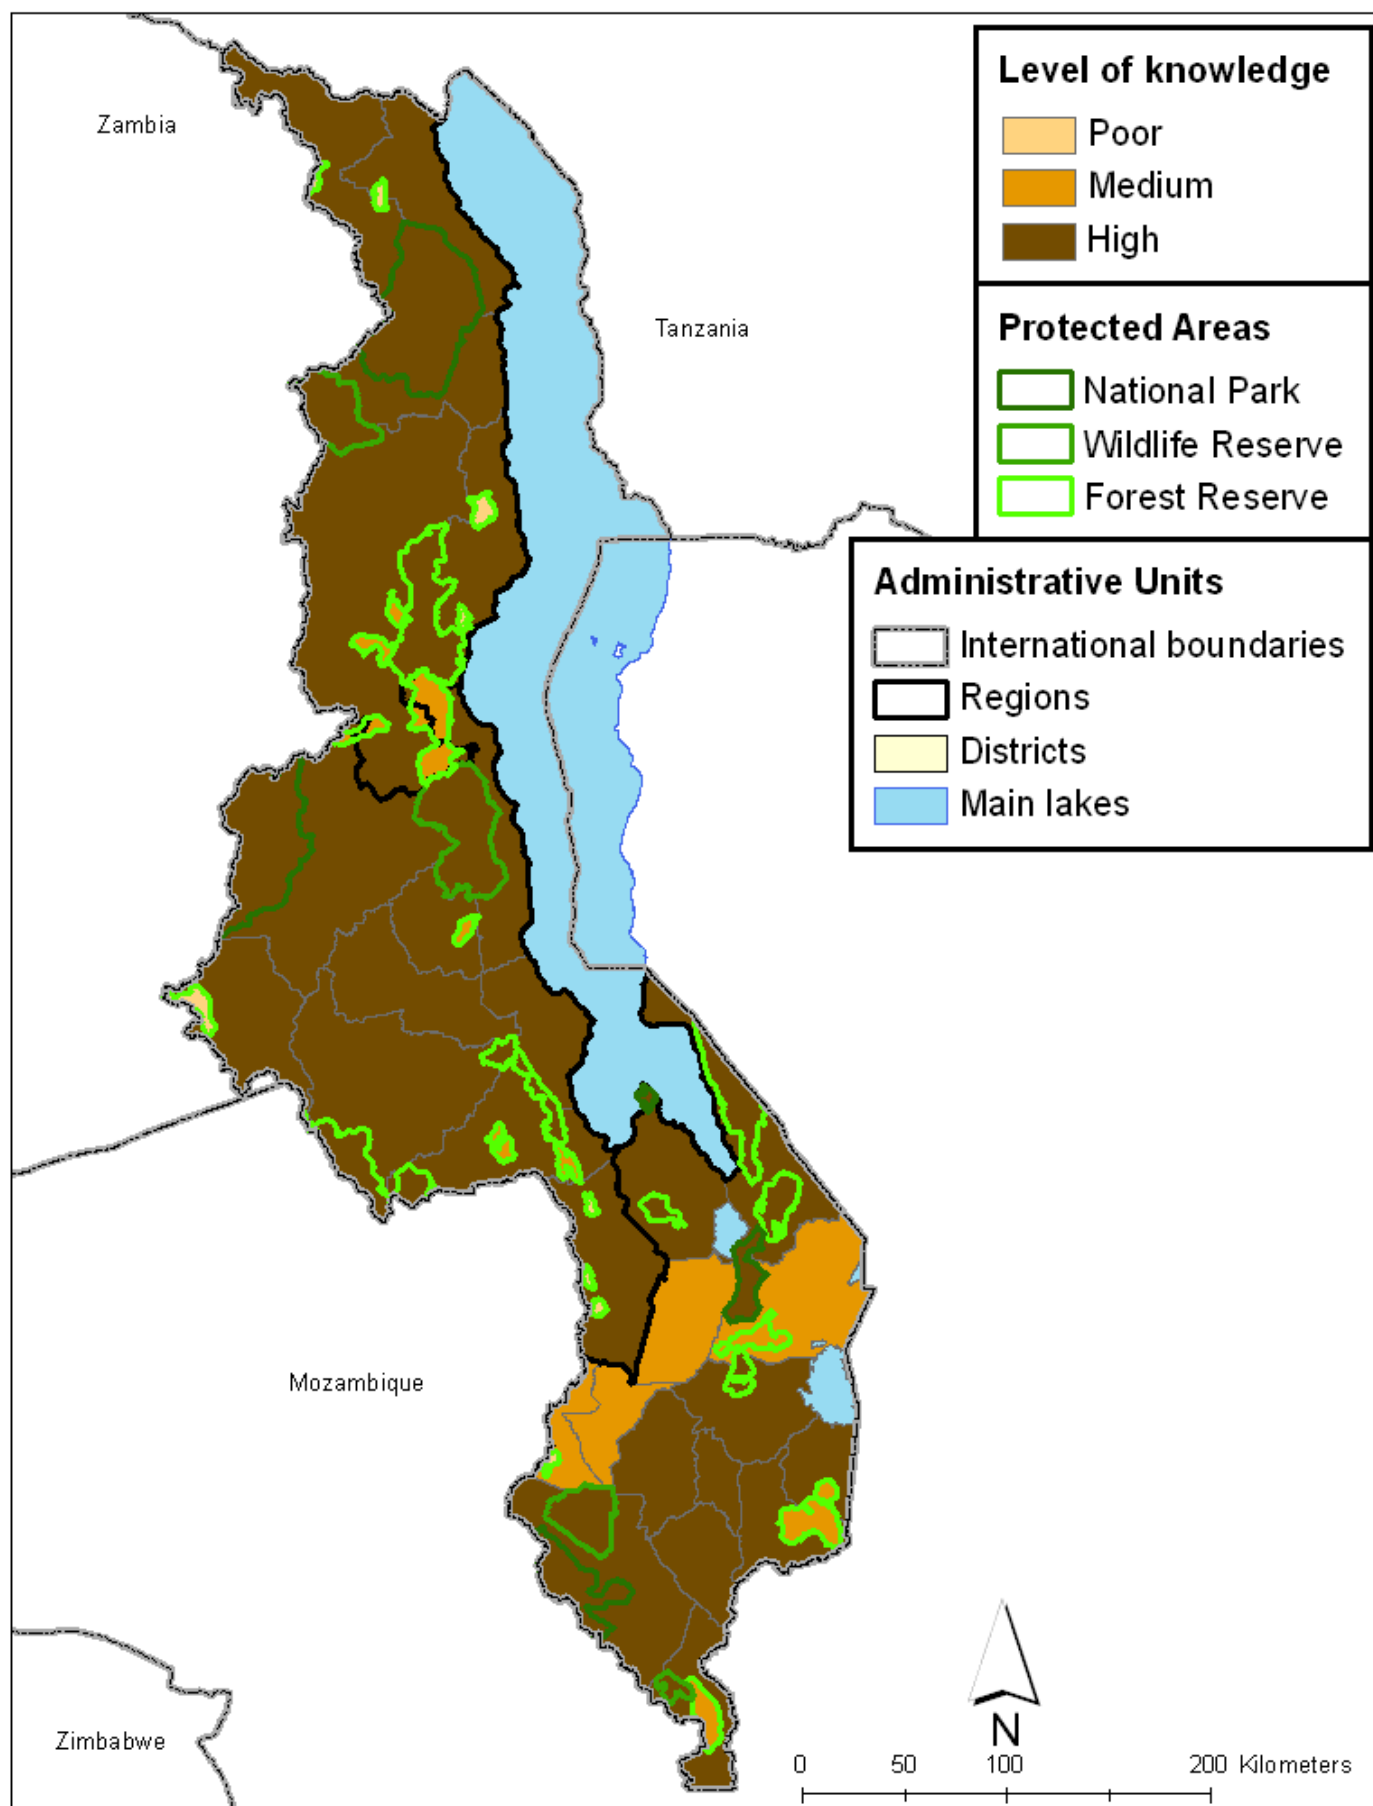 Level of knowledge
Poor
Medium
High
Zambia
Tanzania
Protected Areas
National Park
Wildlife Reserve
Forest Reserve
Administrative Units
International boundaries
Regions
Districts
Main lakes
Mozambique
Zimbabwe
N
0 50 100 200 Kilometers